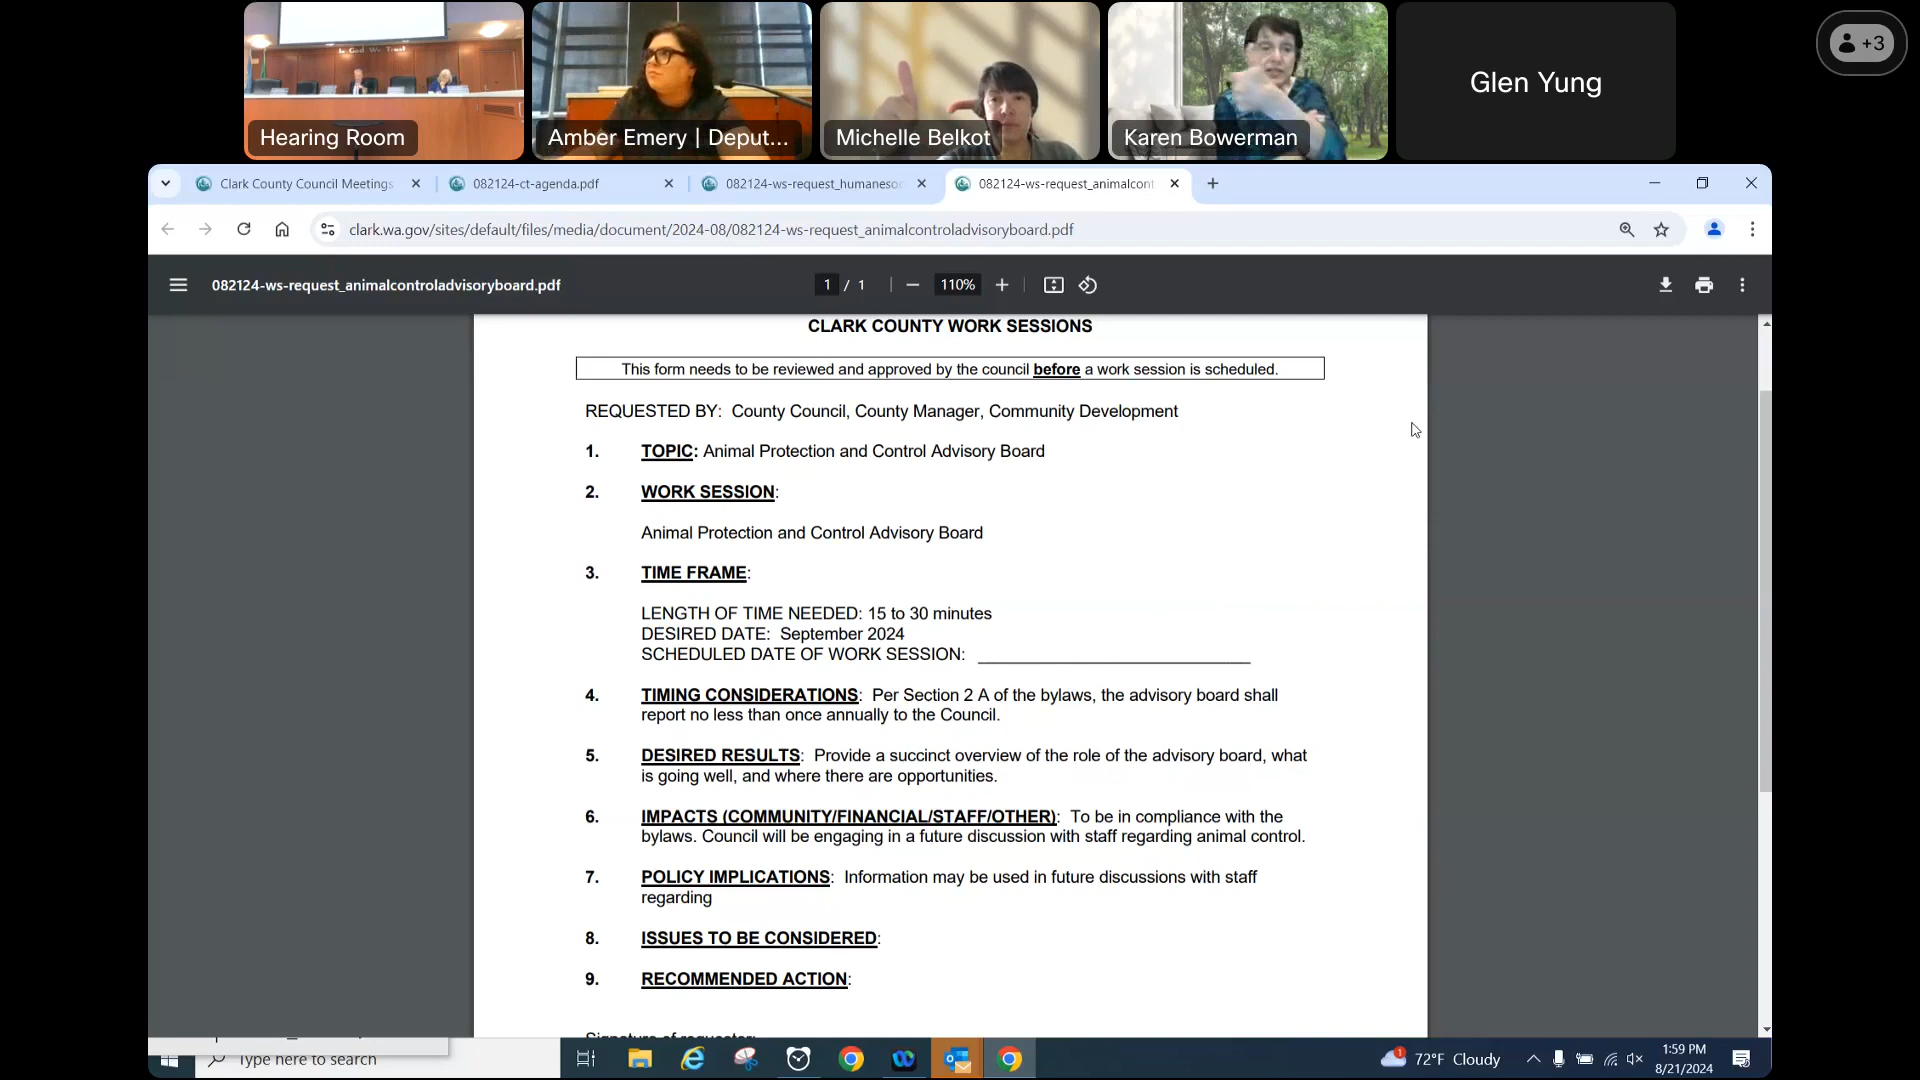 In God We Trust
Hearing Room
Amber Emery | Deput...
Michelle Belkot
Karen Bowerman
Glen Yung
+3
Clark County Council Meetings
082124-ct-agenda.pdf
082124-ws-request_humaneso
082124-ws-request_animalcont
clark.wa.gov/sites/default/files/media/document/2024-08/082124-ws-request_animalcontroladvisoryboard.pdf
082124-ws-request_animalcontroladvisoryboard.pdf
1 / 1
110%
CLARK COUNTY WORK SESSIONS
This form needs to be reviewed and approved by the council before a work session is scheduled.
REQUESTED BY: County Council, County Manager, Community Development
1. TOPIC: Animal Protection and Control Advisory Board
2. WORK SESSION:
Animal Protection and Control Advisory Board
3. TIME FRAME:
LENGTH OF TIME NEEDED: 15 to 30 minutes
DESIRED DATE: September 2024
SCHEDULED DATE OF WORK SESSION: ____________________________
4. TIMING CONSIDERATIONS: Per Section 2 A of the bylaws, the advisory board shall
report no less than once annually to the Council.
5. DESIRED RESULTS: Provide a succinct overview of the role of the advisory board, what
is going well, and where there are opportunities.
6. IMPACTS (COMMUNITY/FINANCIAL/STAFF/OTHER): To be in compliance with the
bylaws. Council will be engaging in a future discussion with staff regarding animal control.
7. POLICY IMPLICATIONS: Information may be used in future discussions with staff
regarding
8. ISSUES TO BE CONSIDERED:
9. RECOMMENDED ACTION:
Signature of requester:
Type here to search
1
72°F Cloudy
1:59 PM
8/21/2024